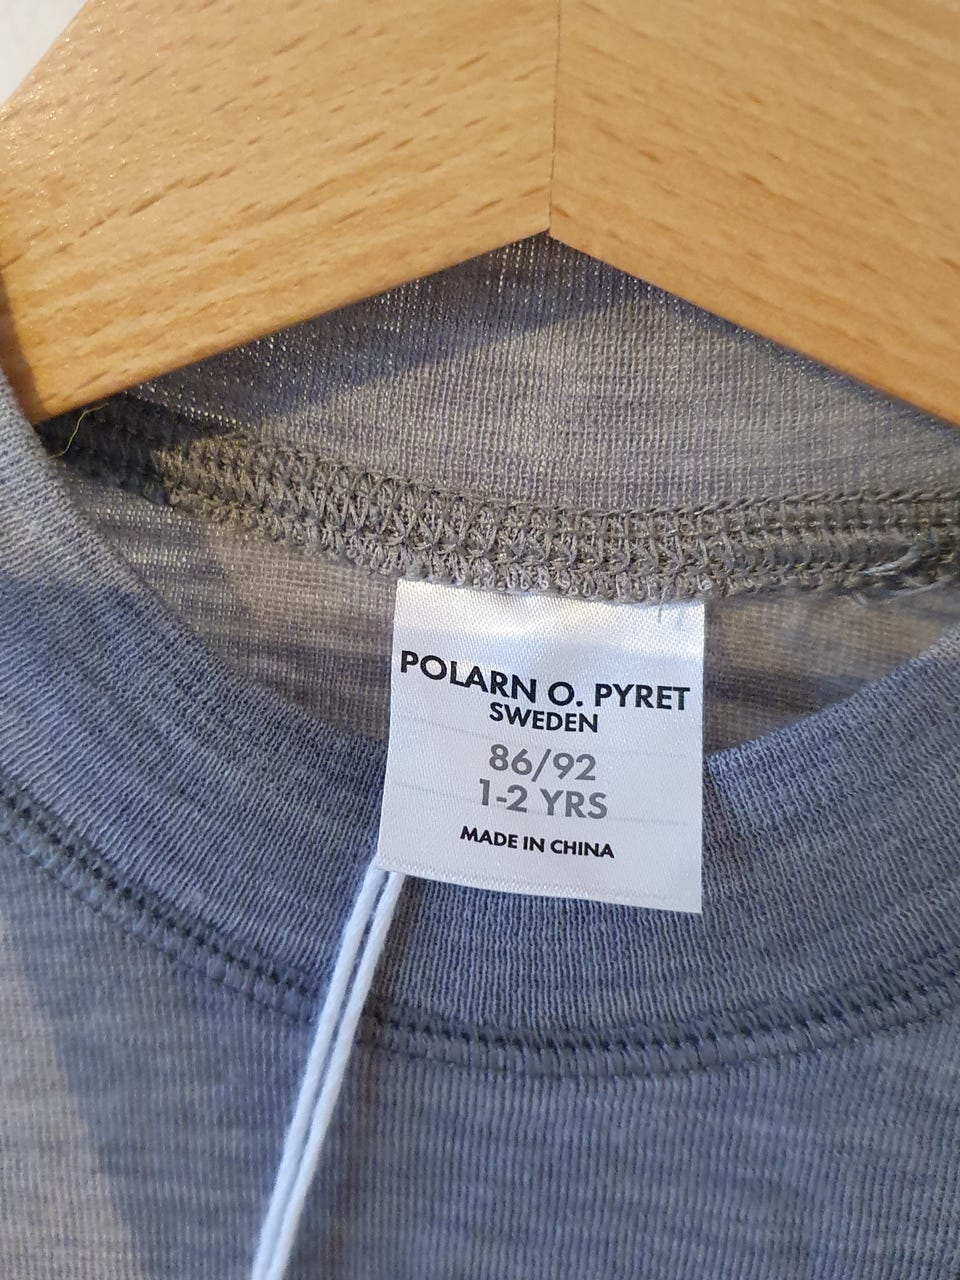 POLARN O. PYRET
SWEDEN
86/92
1-2 YRS
MADE IN CHINA